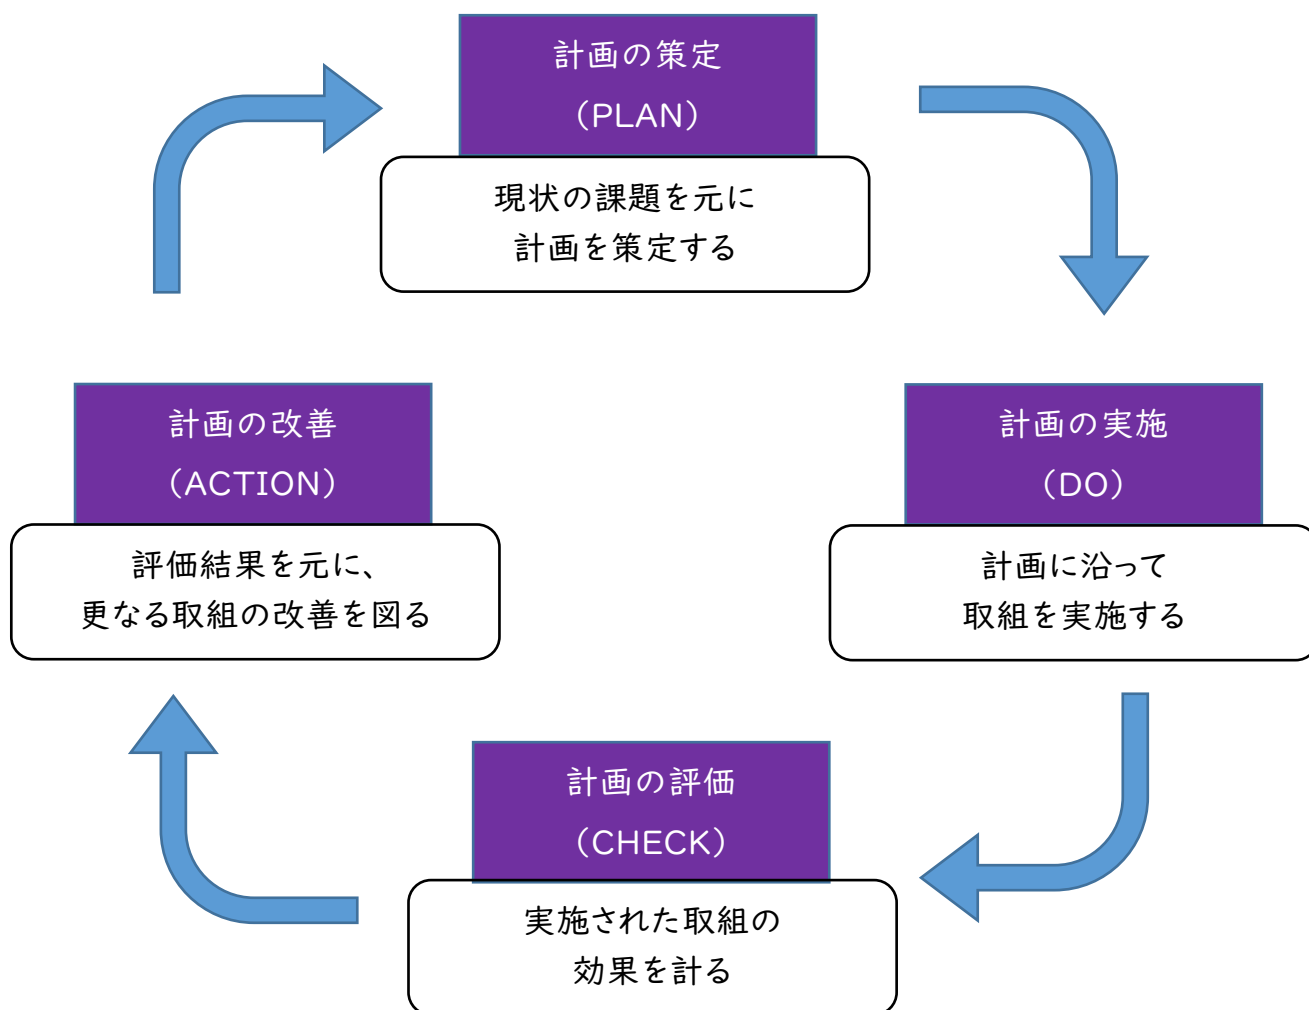 計画の策定
（PLAN）
現状の課題を元に
計画を策定する
計画の改善
（ACTION）
評価結果を元に、
更なる取組の改善を図る
計画の実施
（DO）
計画に沿って
取組を実施する
計画の評価
（CHECK）
実施された取組の
効果を計る